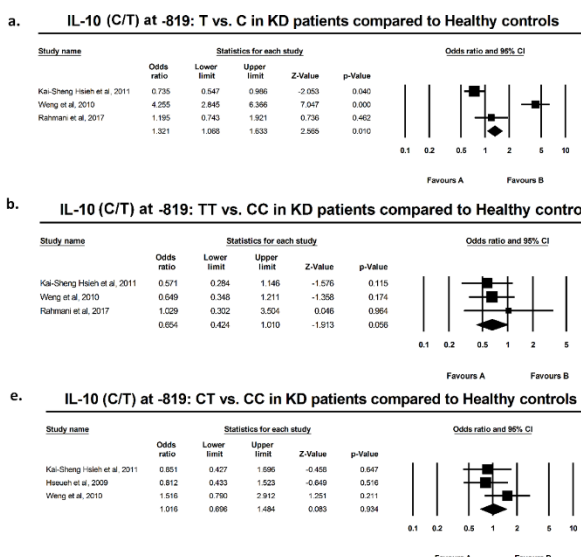 a. IL-10 (C/T) at -819: T vs. C in KD patients compared to Healthy controls
Study name Statistics for each study Odds ratio and 95% CI
Odds Lower Upper
ratio limit limit Z-Value p-Value
Kai-Sheng Hsieh et al, 2011 0.735 0.547 0.986 -2.053 0.040
Weng et al, 2010 4.255 2.845 6.366 7.047 0.000
Rahmani et al, 2017 1.195 0.743 1.921 0.736 0.462
1.321 1.068 1.633 2.565 0.010
0.1 0.2 0.5 1 2 5 10
Favours A Favours B
b. IL-10 (C/T) at -819: TT vs. CC in KD patients compared to Healthy contro
Study name Statistics for each study Odds ratio and 95% CI
Odds Lower Upper
ratio limit limit Z-Value p-Value
Kai-Sheng Hsieh et al, 2011 0.571 0.284 1.146 -1.576 0.115
Weng et al, 2010 0.649 0.348 1.211 -1.358 0.174
Rahmani et al, 2017 1.029 0.302 3.504 0.046 0.964
0.654 0.424 1.010 -1.913 0.056
0.1 0.2 0.5 1 2 5
Favours A Favours B
e. IL-10 (C/T) at -819: CT vs. CC in KD patients compared to Healthy controls
Study name Statistics for each study Odds ratio and 95% CI
Odds Lower Upper
ratio limit limit Z-Value p-Value
Kai-Sheng Hsieh et al, 2011 0.851 0.427 1.696 -0.458 0.647
et al, 2009 0.812 0.433 1.523 -0.649 0.516
Weng et al, 2010 1.516 0.790 2.912 1.251 0.211
1.016 0.696 1.484 0.083 0.934
0.1 0.2 0.5 1 2 5 10